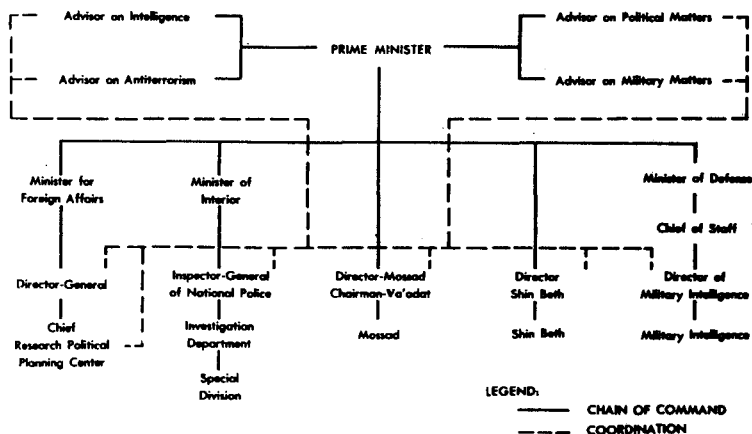 Advisor on Intelligence
Advisor on Political Matters
PRIME MINISTER
Advisor on Antiterrorism
Advisor on Military Matters
Minister for
Foreign Affairs
Minister of
Interior
Minister of Defense
Chief of Staff
Director-General
Inspector-General
of National Police
Director-Mossad
Chairman-Va'adat
Director
Shin Beth
Director of
Military Intelligence
Chief
Research Political
Planning Center
Investigation
Department
Mossad
Shin Beth
Military Intelligence
Special
Division
LEGEND:
CHAIN OF COMMAND
COORDINATION